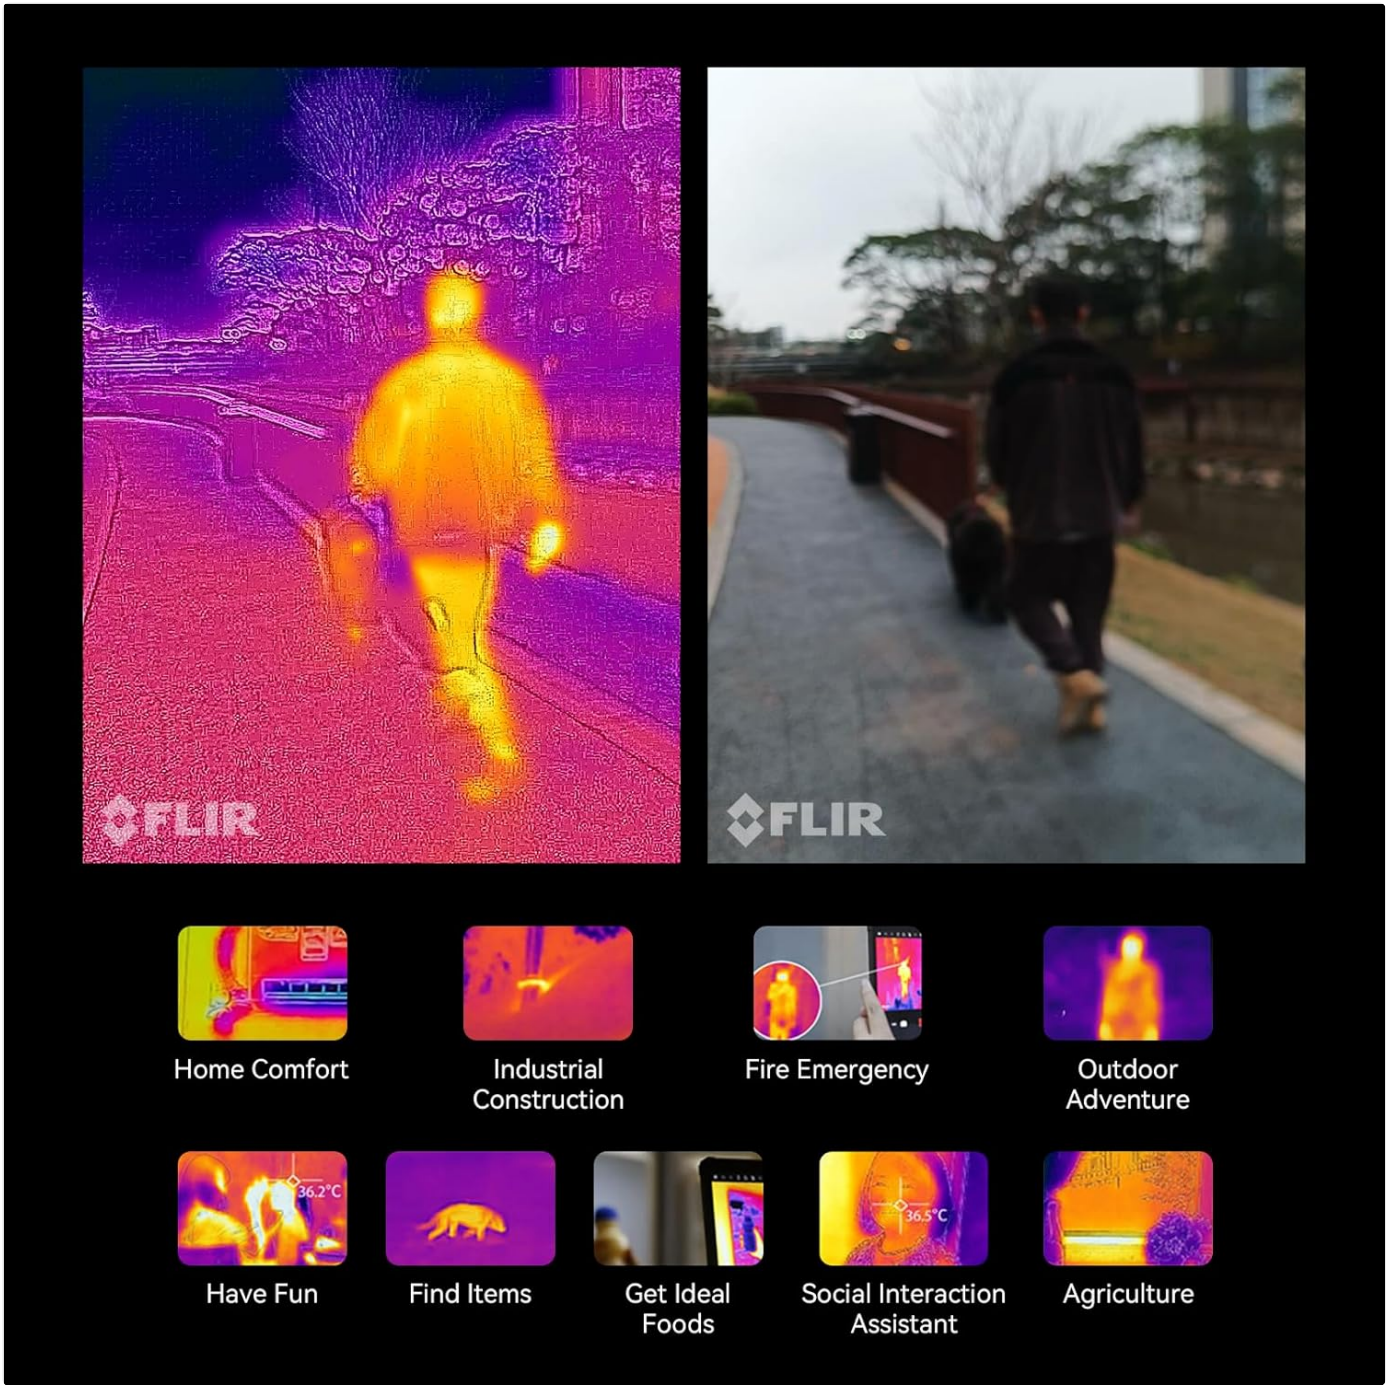 FLIR
FLIR
Home Comfort
Industrial
Construction
Fire Emergency
Outdoor
Adventure
36.2°C
36.5°C
Have Fun
Find Items
Get Ideal
Foods
Social Interaction
Assistant
Agriculture